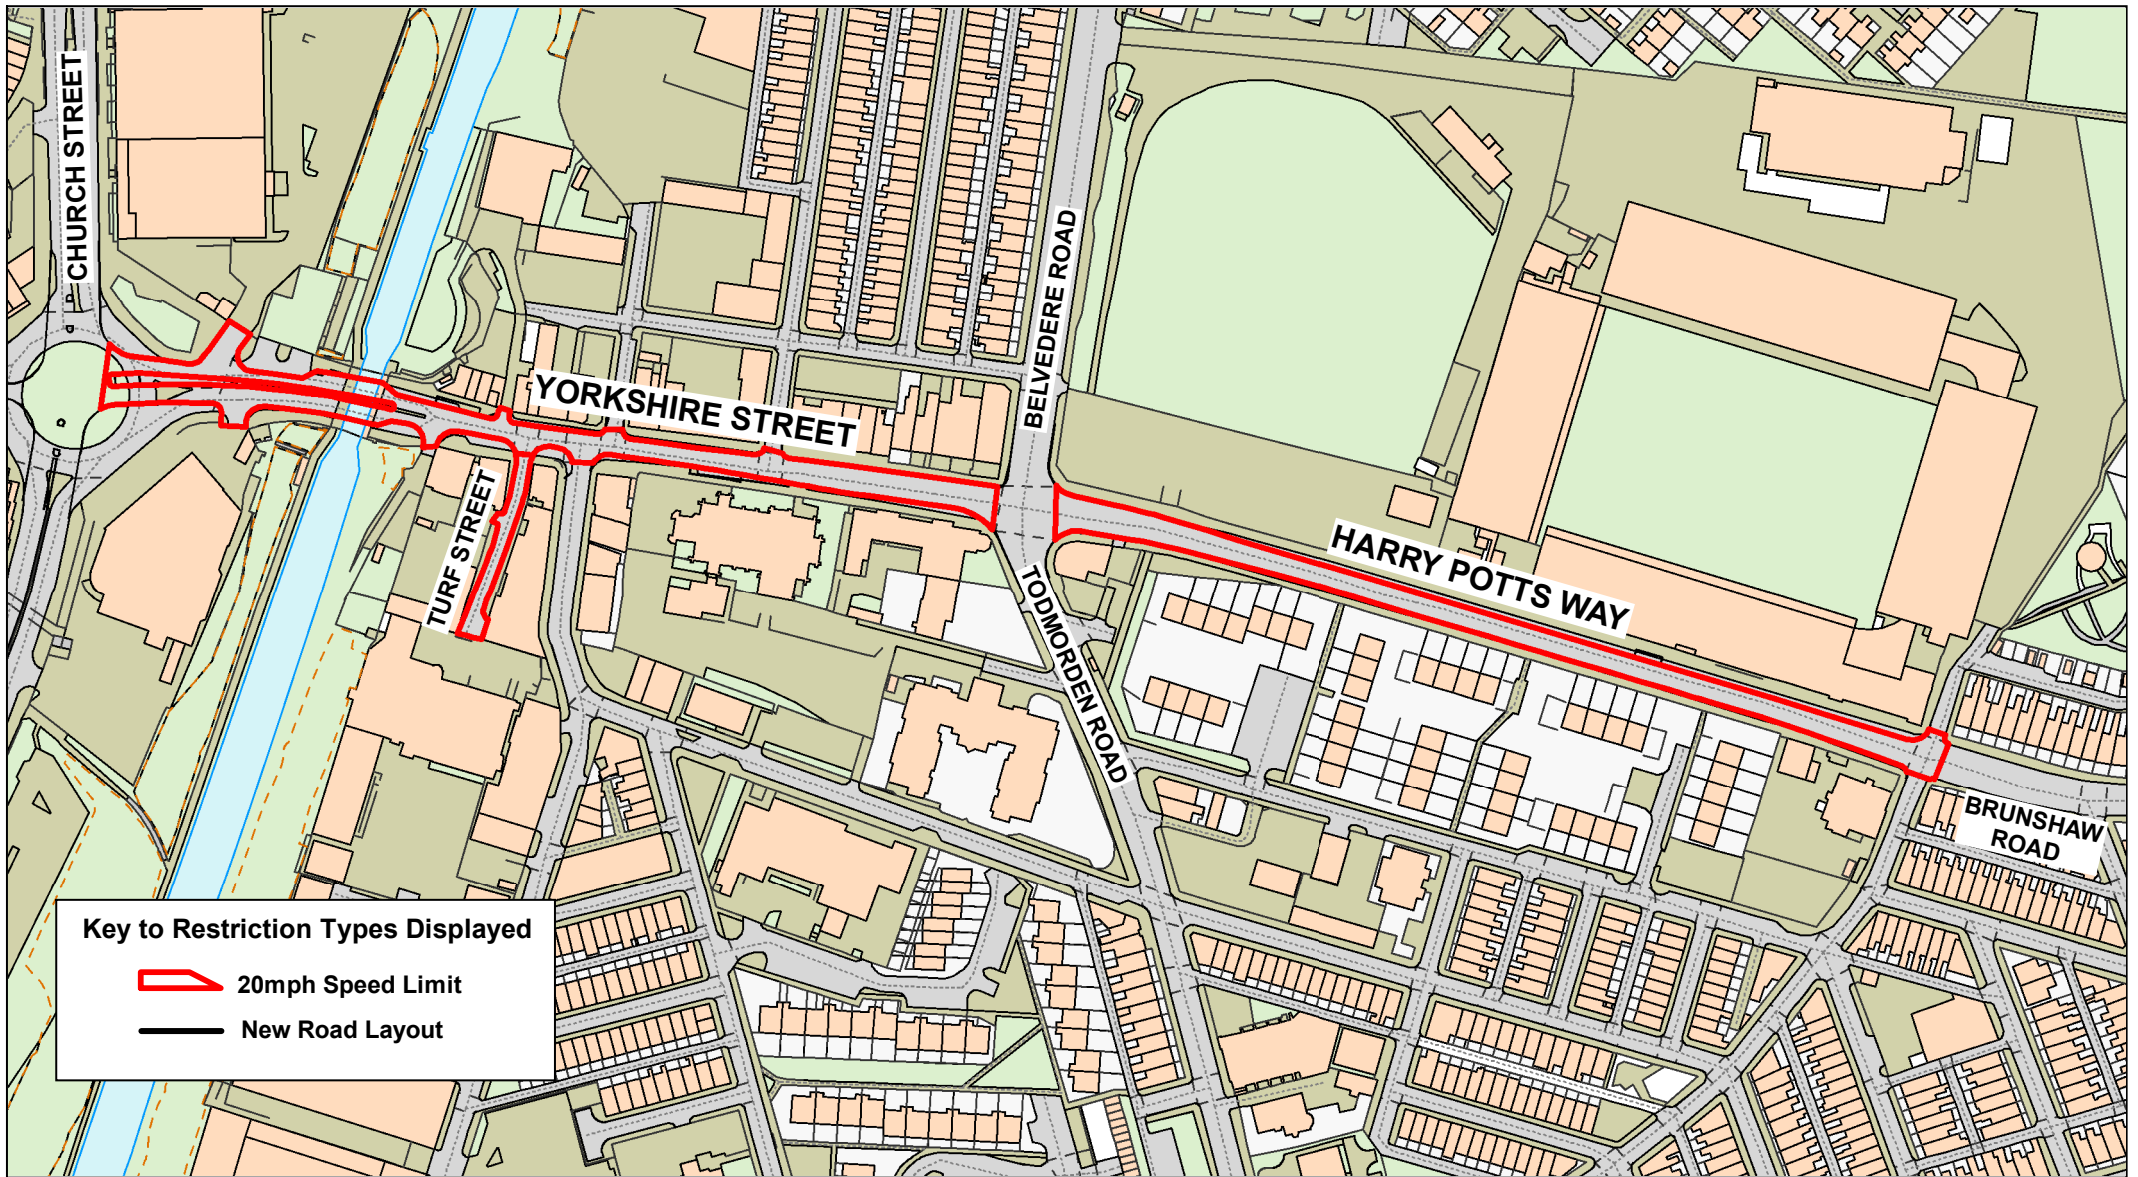 CHURCH STREET
BELVEDERE ROAD
YORKSHIRE STREET
TURF STREET
HARRY POTTS WAY
TODMORDEN ROAD
BRUNSHAW
ROAD
Key to Restriction Types Displayed
20mph Speed Limit
New Road Layout